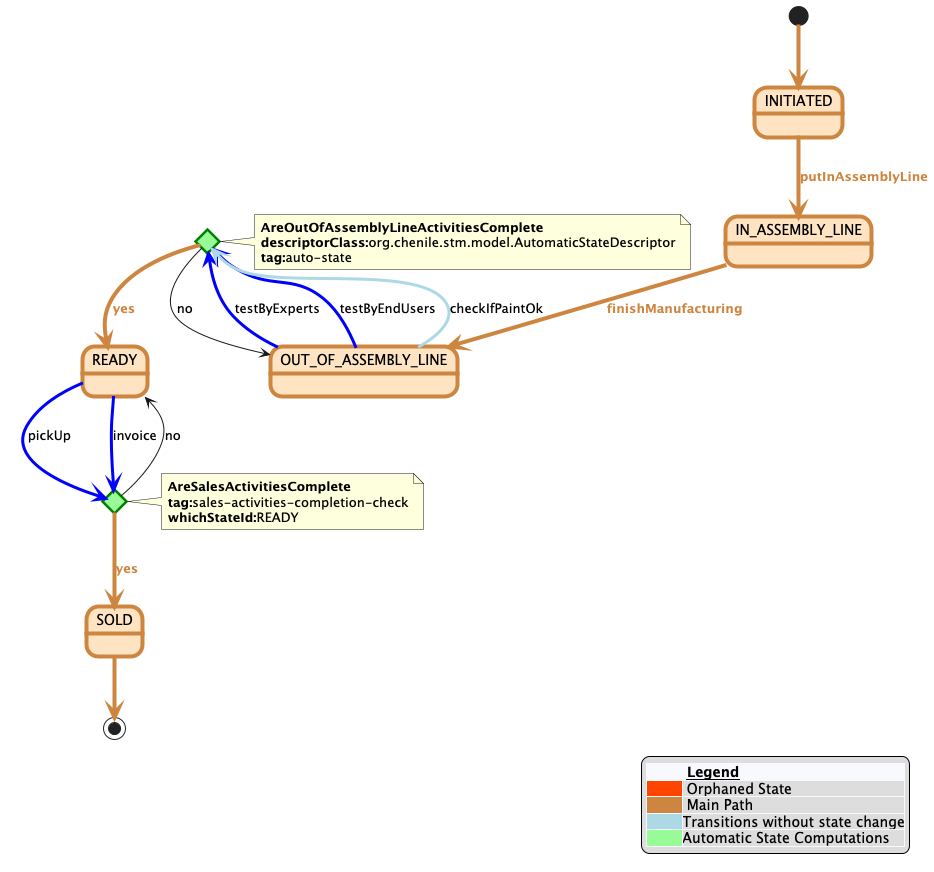 INITIATED
putInAssemblyLine
IN_ASSEMBLY_LINE
AreOutOfAssemblyLineActivitiesComplete
descriptorClass:org.chenile.stm.model.AutomaticStateDescriptor
tag:auto-state
yes
no
testByExperts
testByEndUsers
checkIfPaintOk
finishManufacturing
READY
OUT_OF_ASSEMBLY_LINE
pickUp
invoice
no
AreSalesActivitiesComplete
tag:sales-activities-completion-check
whichStateId:READY
yes
SOLD
Legend
Orphaned State
Main Path
Transitions without state change
Automatic State Computations